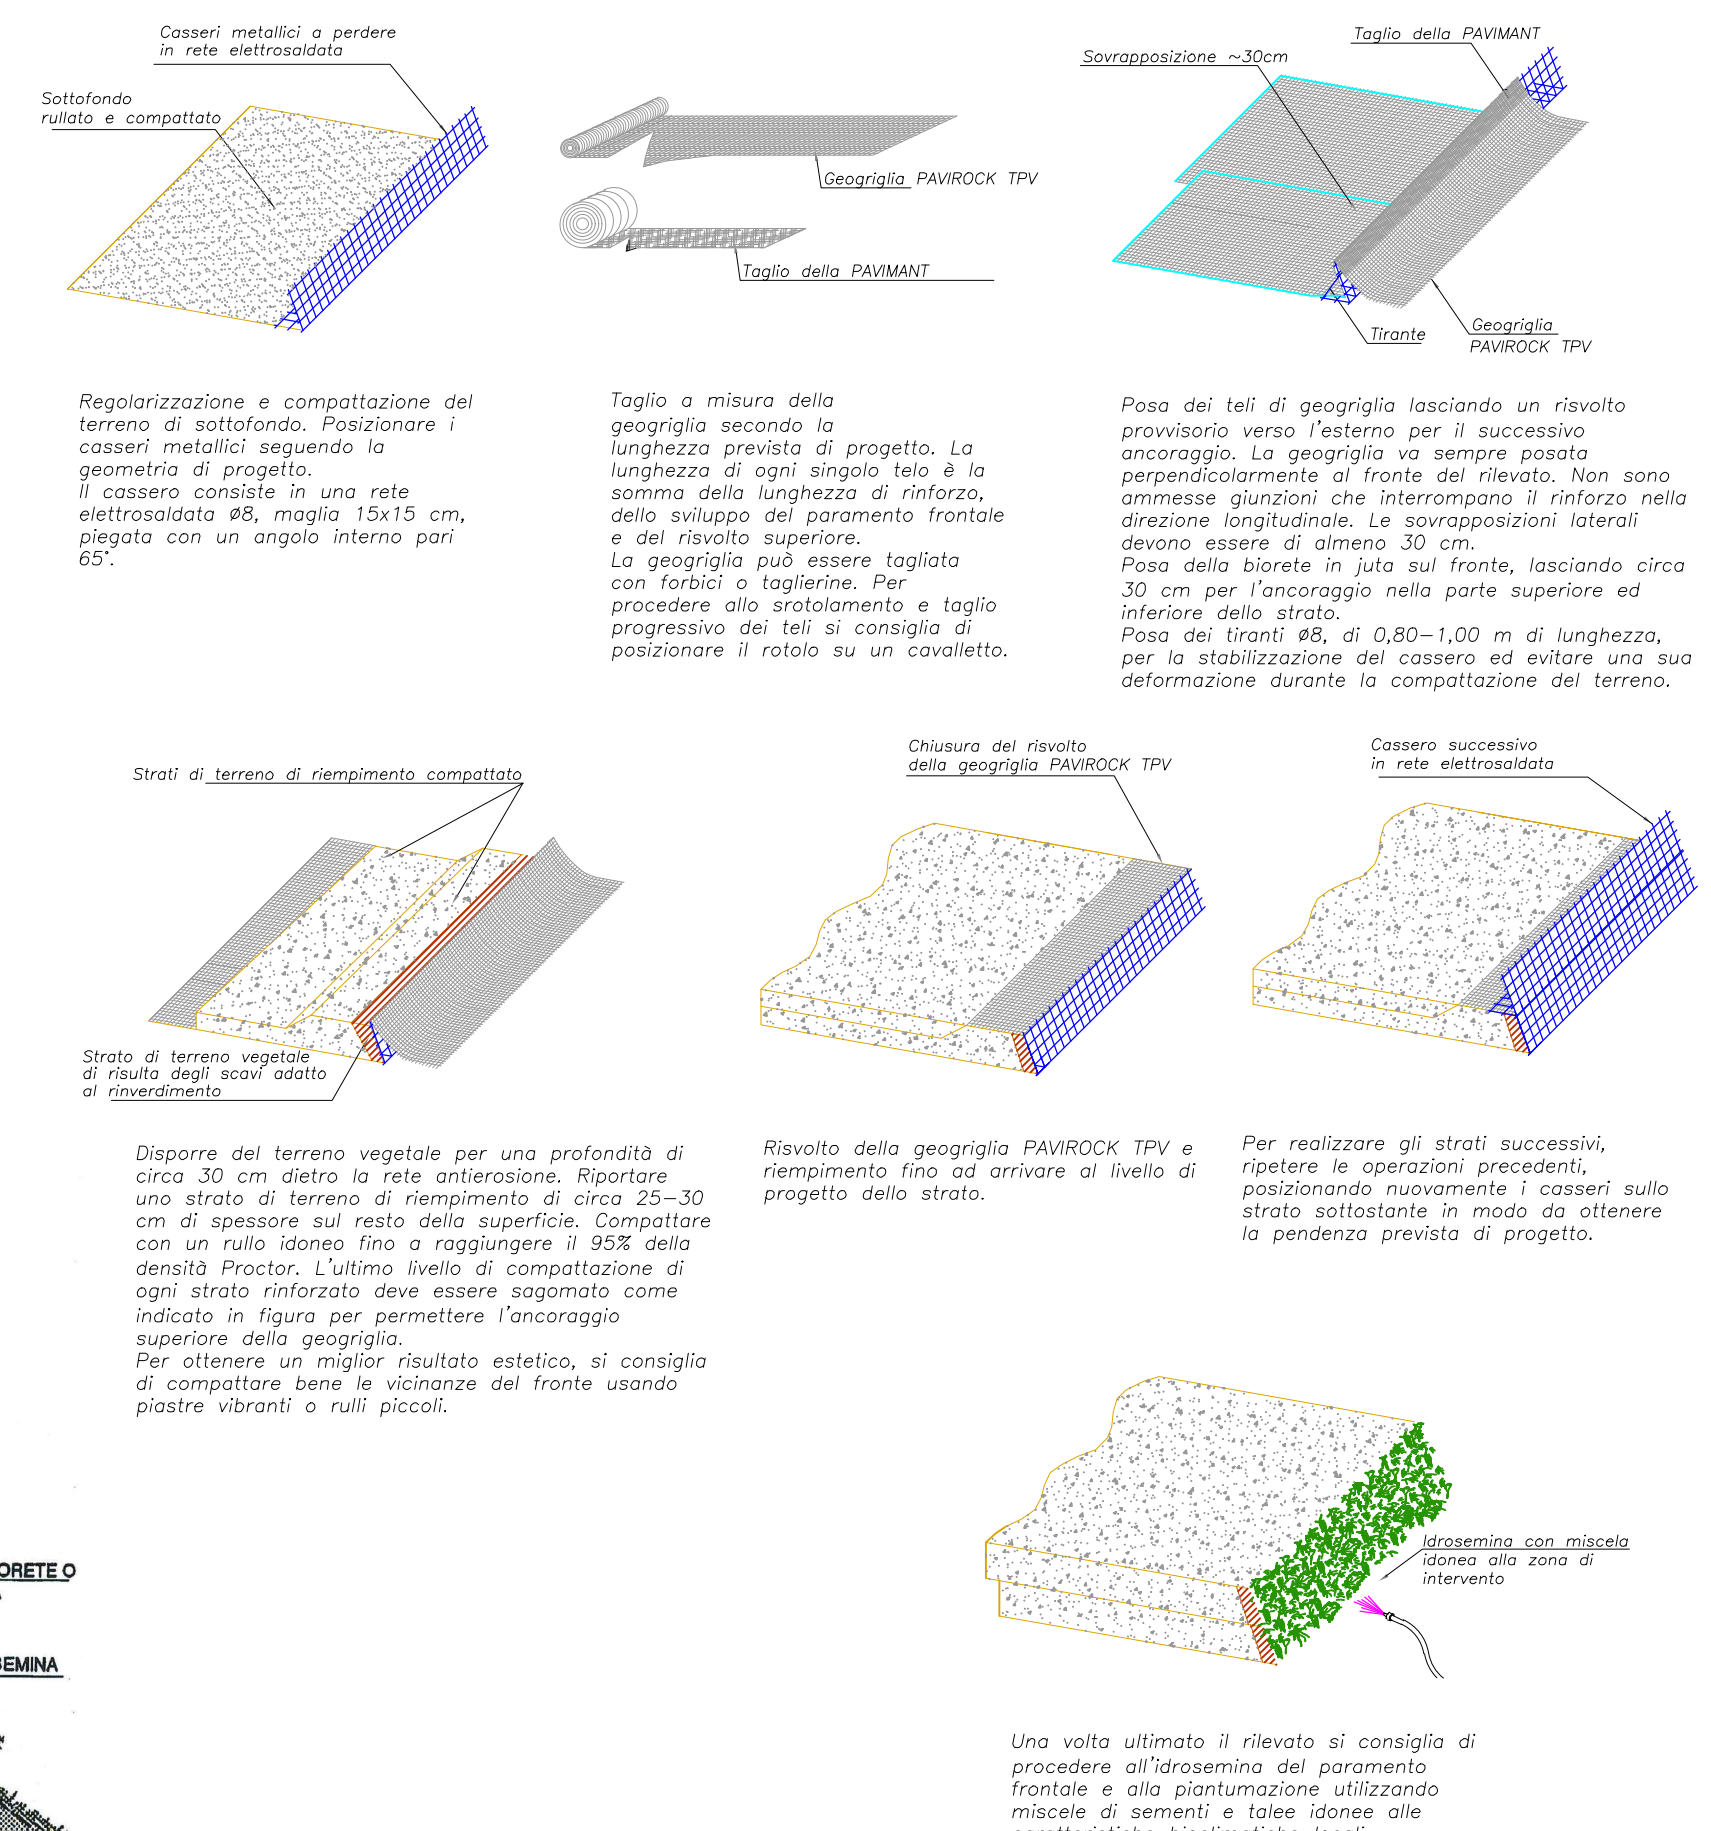 Casseri metallici a perdere
in rete elettrosaldata
Sottofondo
rullato e compattato
Geogriglia PAVIROCK TPV
Taglio della PAVIMANT
Taglio della PAVIMANT
Sovrapposizione ~30cm
Tirante
Geogriglia
PAVIROCK TPV
Regolarizzazione e compattazione del
terreno di sottofondo. Posizionare i
casseri metallici seguendo la
geometria di progetto.
Il cassero consiste in una rete
elettrosaldata Ø8, maglia 15x15 cm,
piegata con un angolo interno pari
65°.
Taglio a misura della
geogriglia secondo la
lunghezza prevista di progetto. La
lunghezza di ogni singolo telo è la
somma della lunghezza di rinforzo,
dello sviluppo del paramento frontale
e del risvolto superiore.
La geogriglia può essere tagliata
con forbici o taglierine. Per
procedere allo srotolamento e taglio
progressivo dei teli si consiglia di
posizionare il rotolo su un cavalletto.
Posa dei teli di geogriglia lasciando un risvolto
provvisorio verso l'esterno per il successivo
ancoraggio. La geogriglia va sempre posata
perpendicolarmente al fronte del rilevato. Non sono
ammesse giunzioni che interrompano il rinforzo nella
direzione longitudinale. Le sovrapposizioni laterali
devono essere di almeno 30 cm.
Posa della biorete in juta sul fronte, lasciando circa
30 cm per l'ancoraggio nella parte superiore ed
inferiore dello strato.
Posa dei tiranti Ø8, di 0,80-1,00 m di lunghezza,
per la stabilizzazione del cassero ed evitare una sua
deformazione durante la compattazione del terreno.
Strati di terreno di riempimento compattato
Strato di terreno vegetale
di risulta degli scavi adatto
al rinverdimento
Chiusura del risvolto
della geogriglia PAVIROCK TPV
Cassero successivo
in rete elettrosaldata
Disporre del terreno vegetale per una profondità di
circa 30 cm dietro la rete antierosione. Riportare
uno strato di terreno di riempimento di circa 25-30
cm di spessore sul resto della superficie. Compattare
con un rullo idoneo fino a raggiungere il 95% della
densità Proctor. L'ultimo livello di compattazione di
ogni strato rinforzato deve essere sagomato come
indicato in figura per permettere l'ancoraggio
superiore della geogriglia.
Per ottenere un miglior risultato estetico, si consiglia
di compattare bene le vicinanze del fronte usando
piastre vibranti o rulli piccoli.
Risvolto della geogriglia PAVIROCK TPV e
riempimento fino ad arrivare al livello di
progetto dello strato.
Per realizzare gli strati successivi,
ripetere le operazioni precedenti,
posizionando nuovamente i casseri sullo
strato sottostante in modo da ottenere
la pendenza prevista di progetto.
ORETE O
EMINA
Idrosemina con miscela
idonea alla zona di
intervento
Una volta ultimato il rilevato si consiglia di
procedere all'idrosemina del paramento
frontale e alla piantumazione utilizzando
miscele di sementi e talee idonee alle